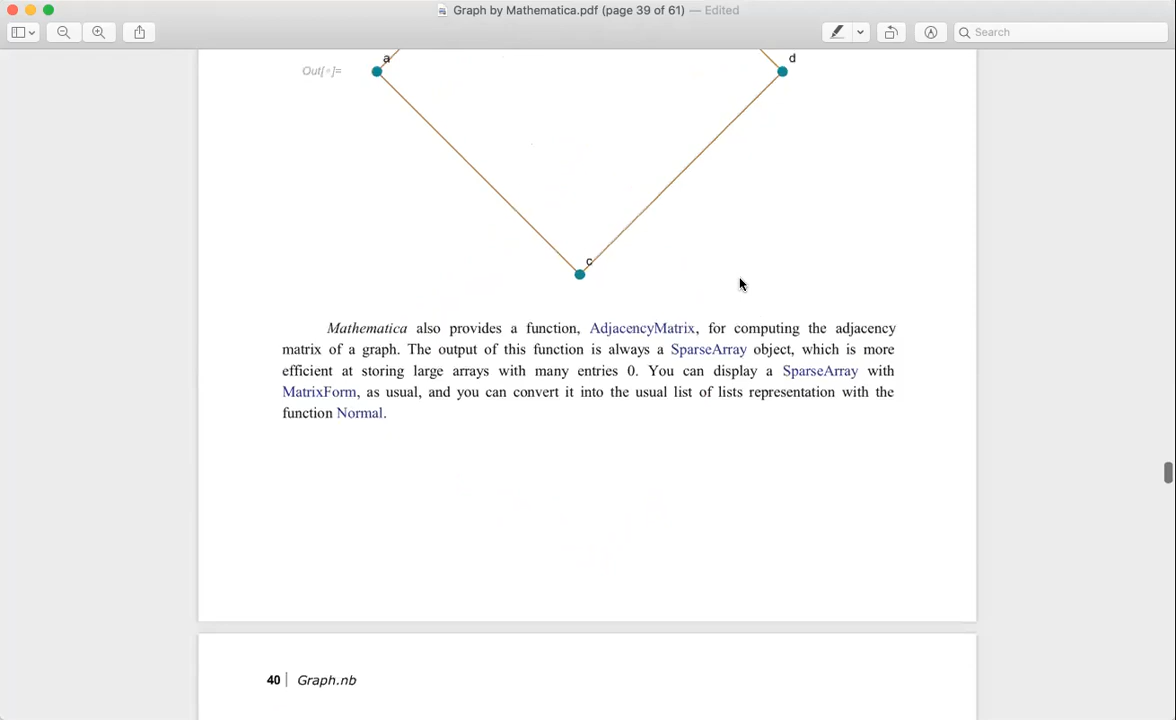 Graph by Mathematica.pdf (page 39 of 61) — Edited
Search
a
d
Out[•]=
c
Mathematica also provides a function, AdjacencyMatrix, for computing the adjacency
matrix of a graph. The output of this function is always a SparseArray object, which is more
efficient at storing large arrays with many entries 0. You can display a SparseArray with
MatrixForm, as usual, and you can convert it into the usual list of lists representation with the
function Normal.
40 | Graph.nb